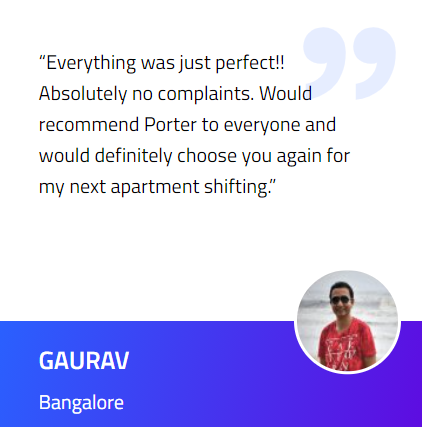 “Everything was just perfect!!
Absolutely no complaints. Would
recommend Porter to everyone and
would definitely choose you again for
my next apartment shifting.”
GAURAV
Bangalore